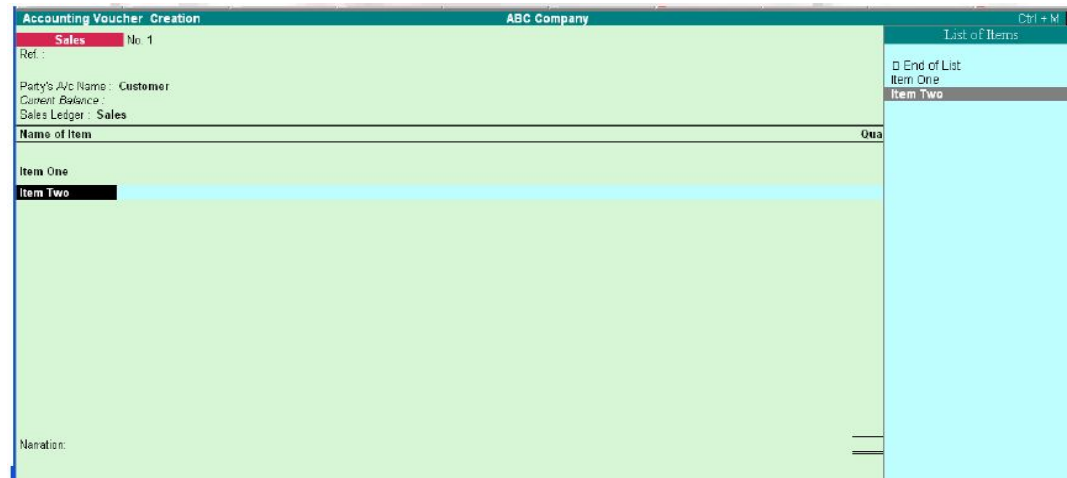 Accounting Voucher Creation ABC Company Ctrl + M
Sales No. 1
Ref. :
Party's A/c Name : Customer
Current Balance :
Sales Ledger : Sales
Name of Item Qua
Item One
Item Two
Narration:
List of Items
End of List
Item One
Item Two